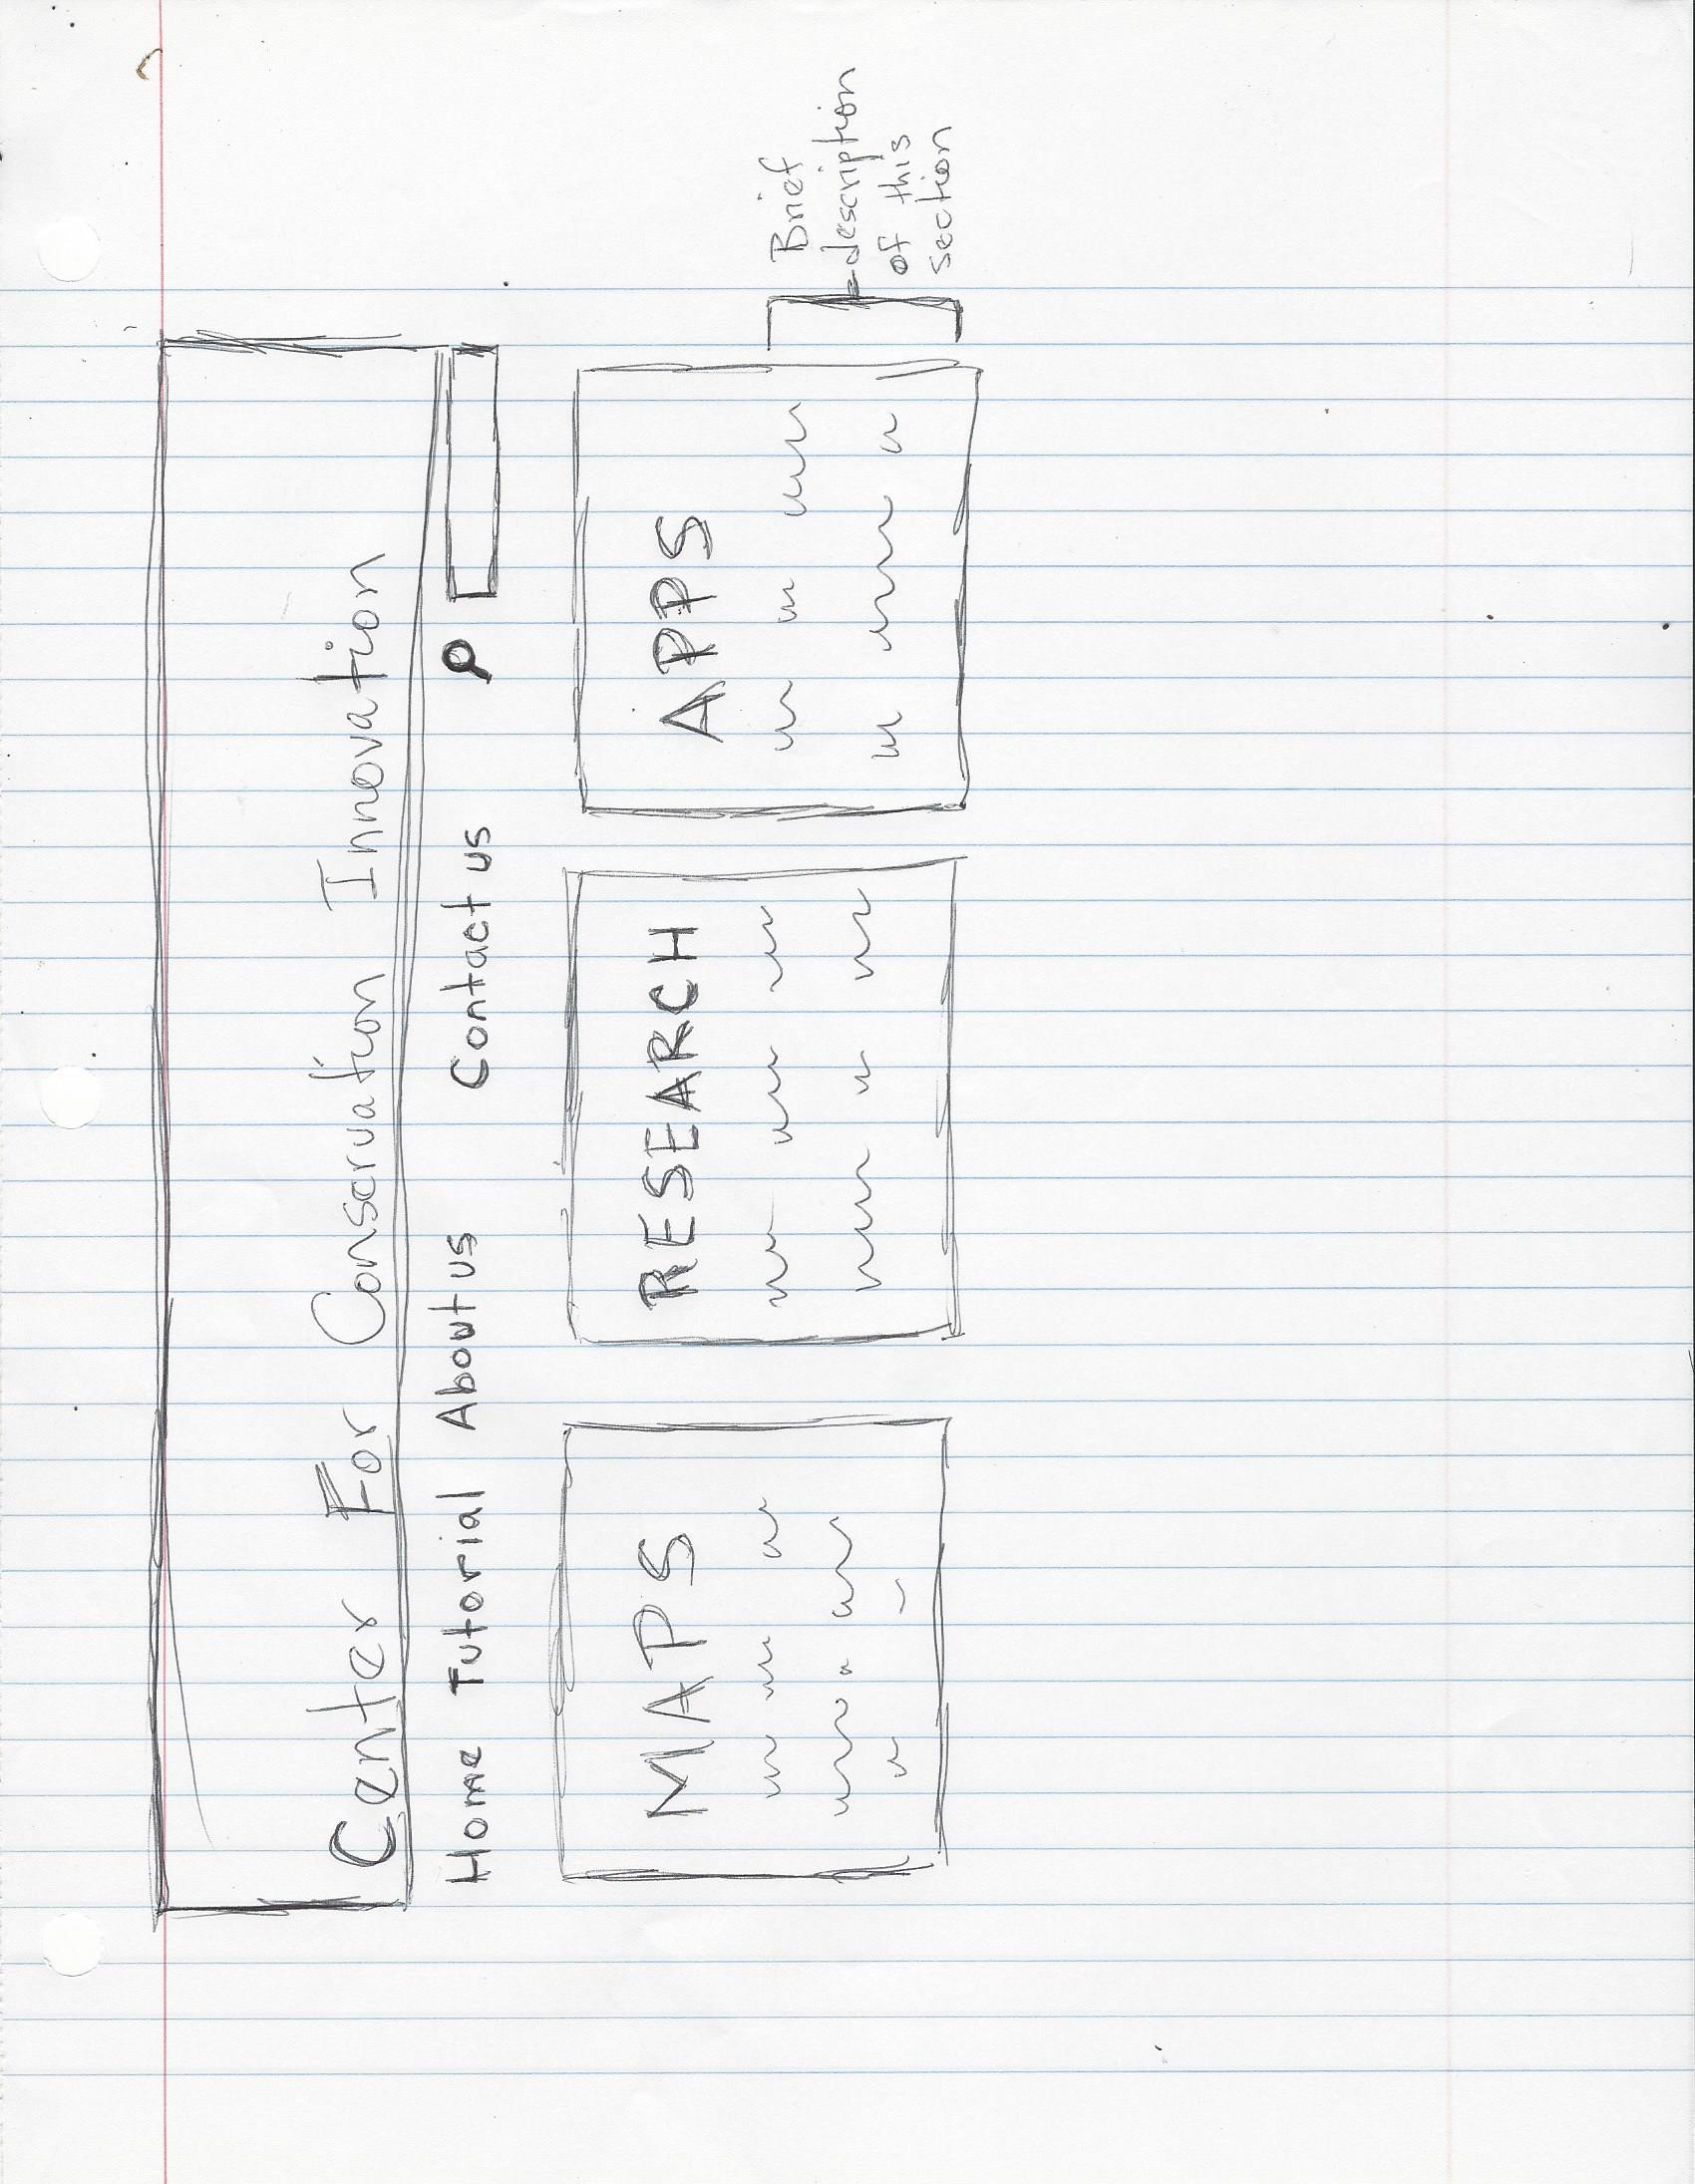 Center For Conservation Innovation
Home Tutorial About us Contact us
MAPS
RESEARCH
APPS
Brief
description
of this
section